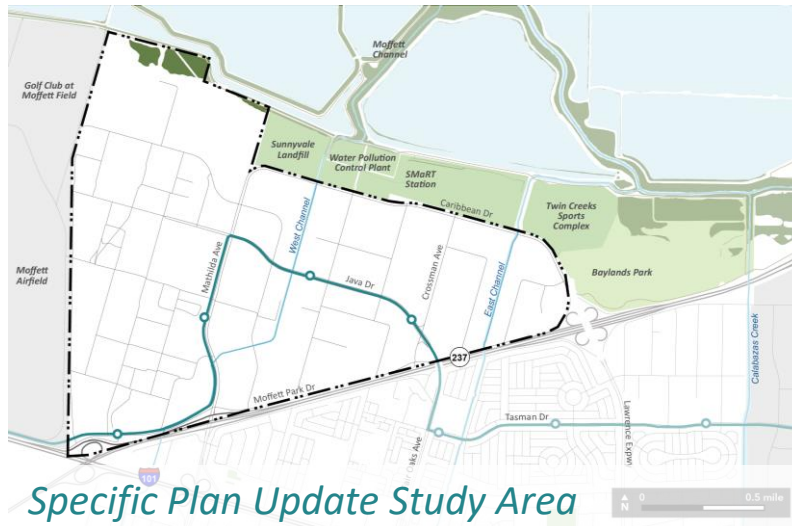 Moffett
Channel
Golf Club at
Moffett Field
Sunnyvale
Landfill
Water Pollution
Control Plant
SMaRT
Station
Caribbean Dr
Twin Creeks
Sports
Complex
West Channel
Mathilda Ave
Java Dr
Crossman Ave
East Channel
Baylands Park
Moffett
Airfield
237
Calabazas Creek
Moffett Park Dr
Tasman Dr
Lawrence Expwy
Oaks Ave
101
Specific Plan Update Study Area
N
0 0.5 mile